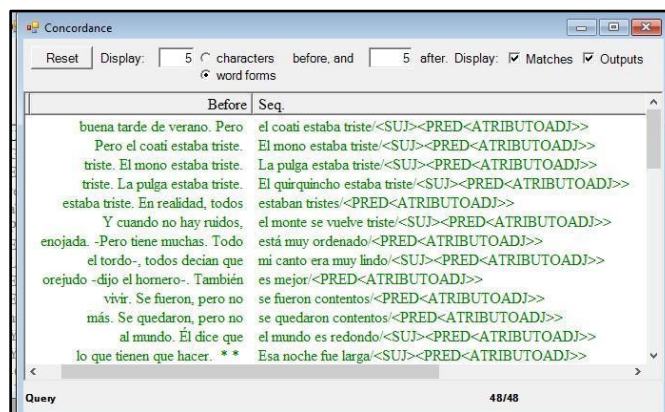 Concordance
Reset Display: 5 characters before, and 5 after. Display: Matches Outputs
word forms
Before Seq.
buena tarde de verano. Pero el coati estaba triste/<SUJ><PRED<ATRIBUTOADJ>>
Pero el coati estaba triste. El mono estaba triste/<SUJ><PRED<ATRIBUTOADJ>>
triste. El mono estaba triste. La pulga estaba triste/<SUJ><PRED<ATRIBUTOADJ>>
triste. La pulga estaba triste. El quirquincho estaba triste/<SUJ><PRED<ATRIBUTOADJ>>
estaba triste. En realidad, todos estaban tristes/<PRED<ATRIBUTOADJ>>
Y cuando no hay ruidos, el monte se vuelve triste/<SUJ><PRED<ATRIBUTOADJ>>
enojada. -Pero tiene muchas. Todo está muy ordenado/<PRED<ATRIBUTOADJ>>
el tordo-, todos decian que mi canto era muy lindo/<SUJ><PRED<ATRIBUTOADJ>>
orejudo -dijo el hornero-. También es mejor/<PRED<ATRIBUTOADJ>>
vivir. Se fueron, pero no se fueron contentos/<PRED<ATRIBUTOADJ>>
más. Se quedaron, pero no se quedaron contentos/<PRED<ATRIBUTOADJ>>
al mundo. Él dice que el mundo es redondo/<SUJ><PRED<ATRIBUTOADJ>>
lo que tienen que hacer. * * Esa noche fue larga/<SUJ><PRED<ATRIBUTOADJ>>
Query 48/48